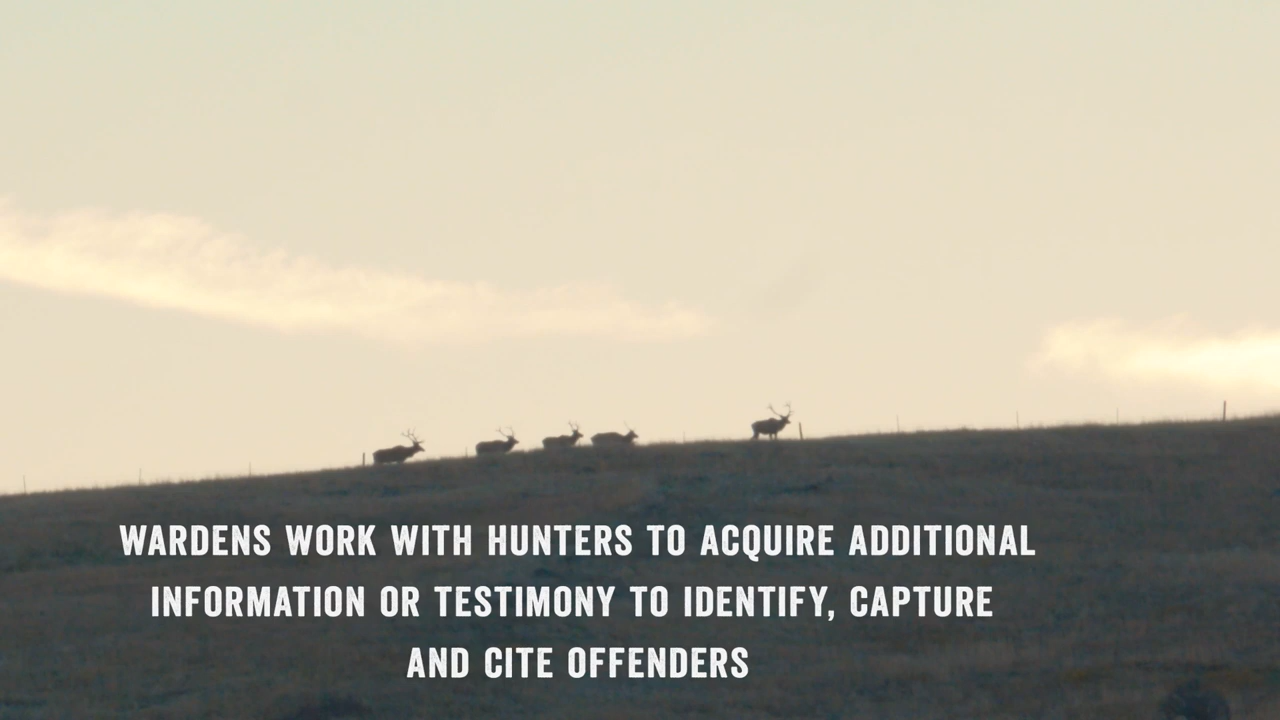 WARDENS WORK WITH HUNTERS TO ACQUIRE ADDITIONAL
INFORMATION OR TESTIMONY TO IDENTIFY, CAPTURE
AND CITE OFFENDERS